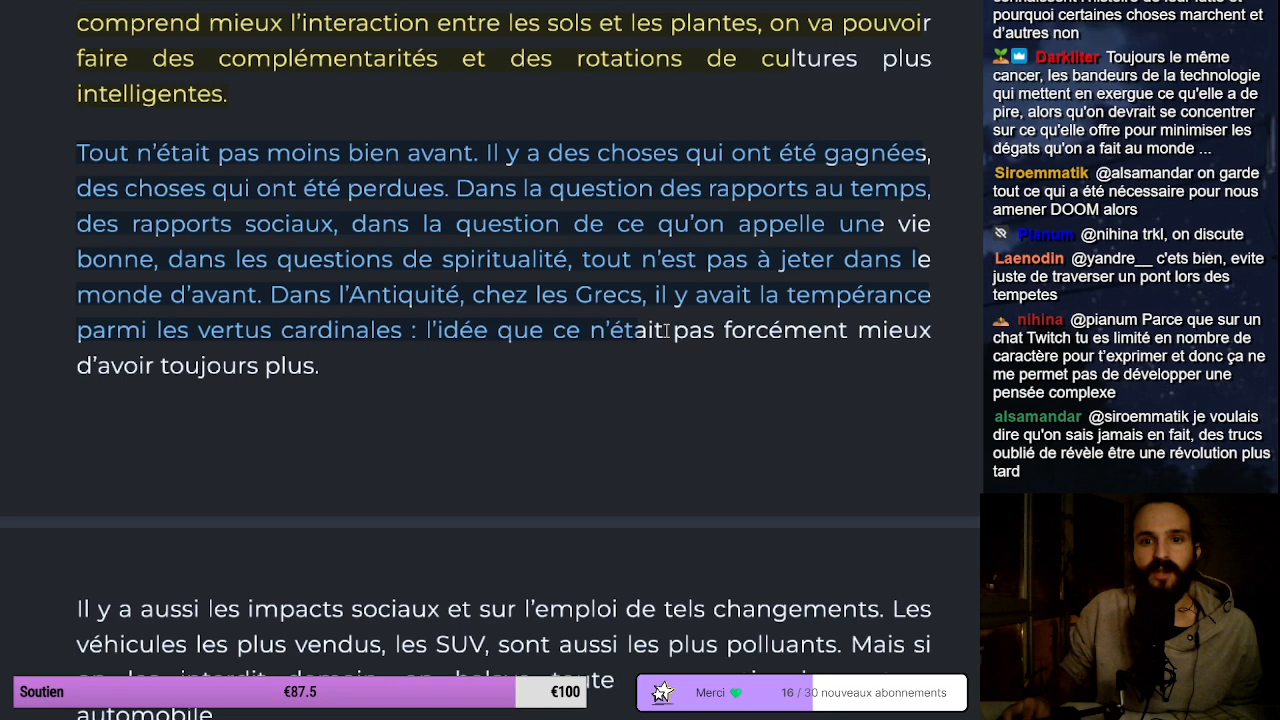 comprend mieux l’interaction entre les sols et les plantes, on va pouvoir
faire des complémentarités et des rotations de cultures plus
intelligentes.
Tout n’était pas moins bien avant. Il y a des choses qui ont été gagnées,
des choses qui ont été perdues. Dans la question des rapports au temps,
des rapports sociaux, dans la question de ce qu’on appelle une vie
bonne, dans les questions de spiritualité, tout n’est pas à jeter dans le
monde d’avant. Dans l’Antiquité, chez les Grecs, il y avait la tempérance
parmi les vertus cardinales : l’idée que ce n’était pas forcément mieux
d’avoir toujours plus.
Il y a aussi les impacts sociaux et sur l’emploi de tels changements. Les
véhicules les plus vendus, les SUV, sont aussi les plus polluants. Mais si
automobile.
Soutien €87.5 €100
Merci 💚 16 / 30 nouveaux abonnements
pourquoi certaines choses marchent et
d’autres non
Darkliter Toujours le même
cancer, les bandeurs de la technologie
qui mettent en exergue ce qu'elle a de
pire, alors qu'on devrait se concentrer
sur ce qu'elle offre pour minimiser les
dégats qu'on a fait au monde ...
Siroemmatik @alsamandar on garde
tout ce qui a été nécessaire pour nous
amener DOOM alors
Pianum @nihina trkl, on discute
Laenodin @yandre__ c'ets bien, evite
juste de traverser un pont lors des
tempetes
nihina @pianum Parce que sur un
chat Twitch tu es limité en nombre de
caractère pour t’exprimer et donc ça ne
me permet pas de développer une
pensée complexe
alsamandar @siroemmatik je voulais
dire qu'on sais jamais en fait, des trucs
oublié de révèle être une révolution plus
tard